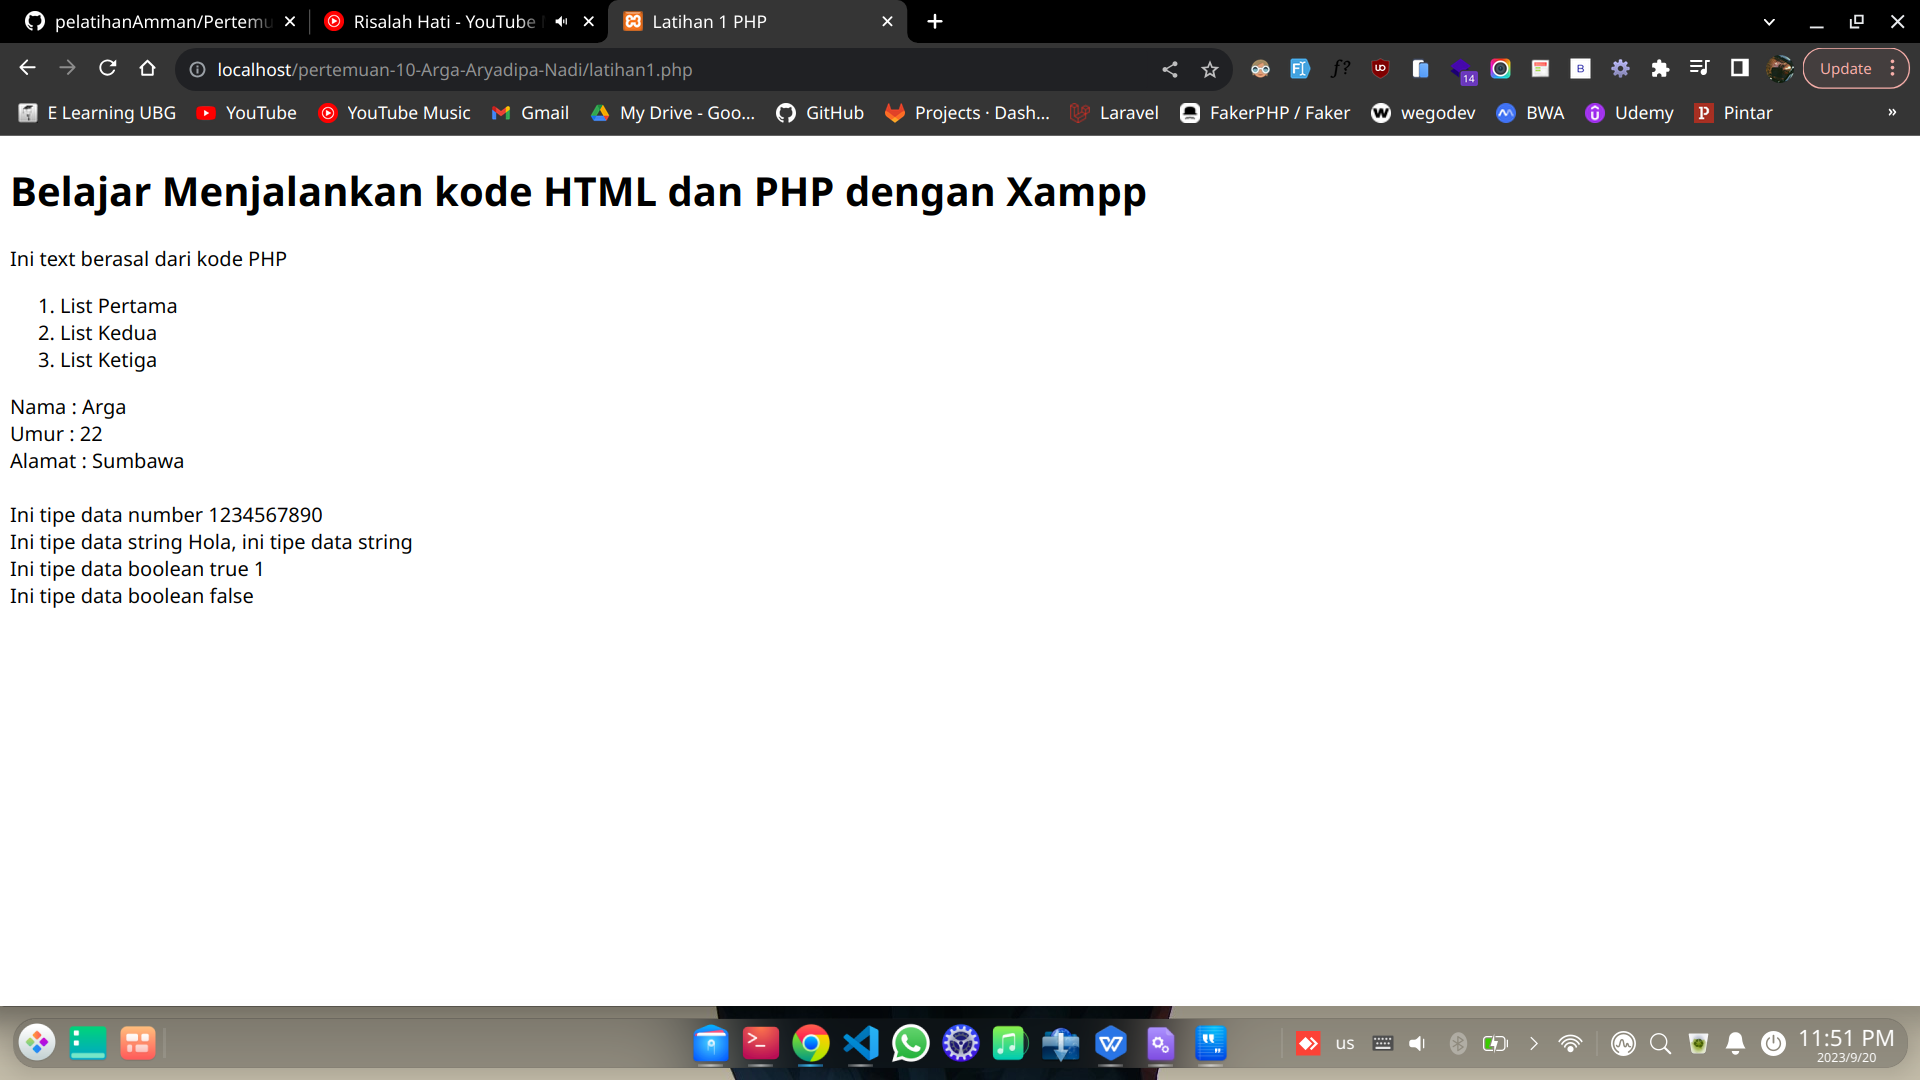 pelatihanAmman/Pertemu
Risalah Hati - YouTube
Latihan 1 PHP
localhost/pertemuan-10-Arga-Aryadipa-Nadi/latihan1.php
14
Update
E Learning UBG
YouTube
YouTube Music
Gmail
My Drive - Goo...
GitHub
Projects · Dash...
Laravel
FakerPHP / Faker
wegodev
BWA
Udemy
Pintar
»
Belajar Menjalankan kode HTML dan PHP dengan Xampp
Ini text berasal dari kode PHP
1. List Pertama
2. List Kedua
3. List Ketiga
Nama : Arga
Umur : 22
Alamat : Sumbawa
Ini tipe data number 1234567890
Ini tipe data string Hola, ini tipe data string
Ini tipe data boolean true 1
Ini tipe data boolean false
us
11:51 PM
2023/9/20